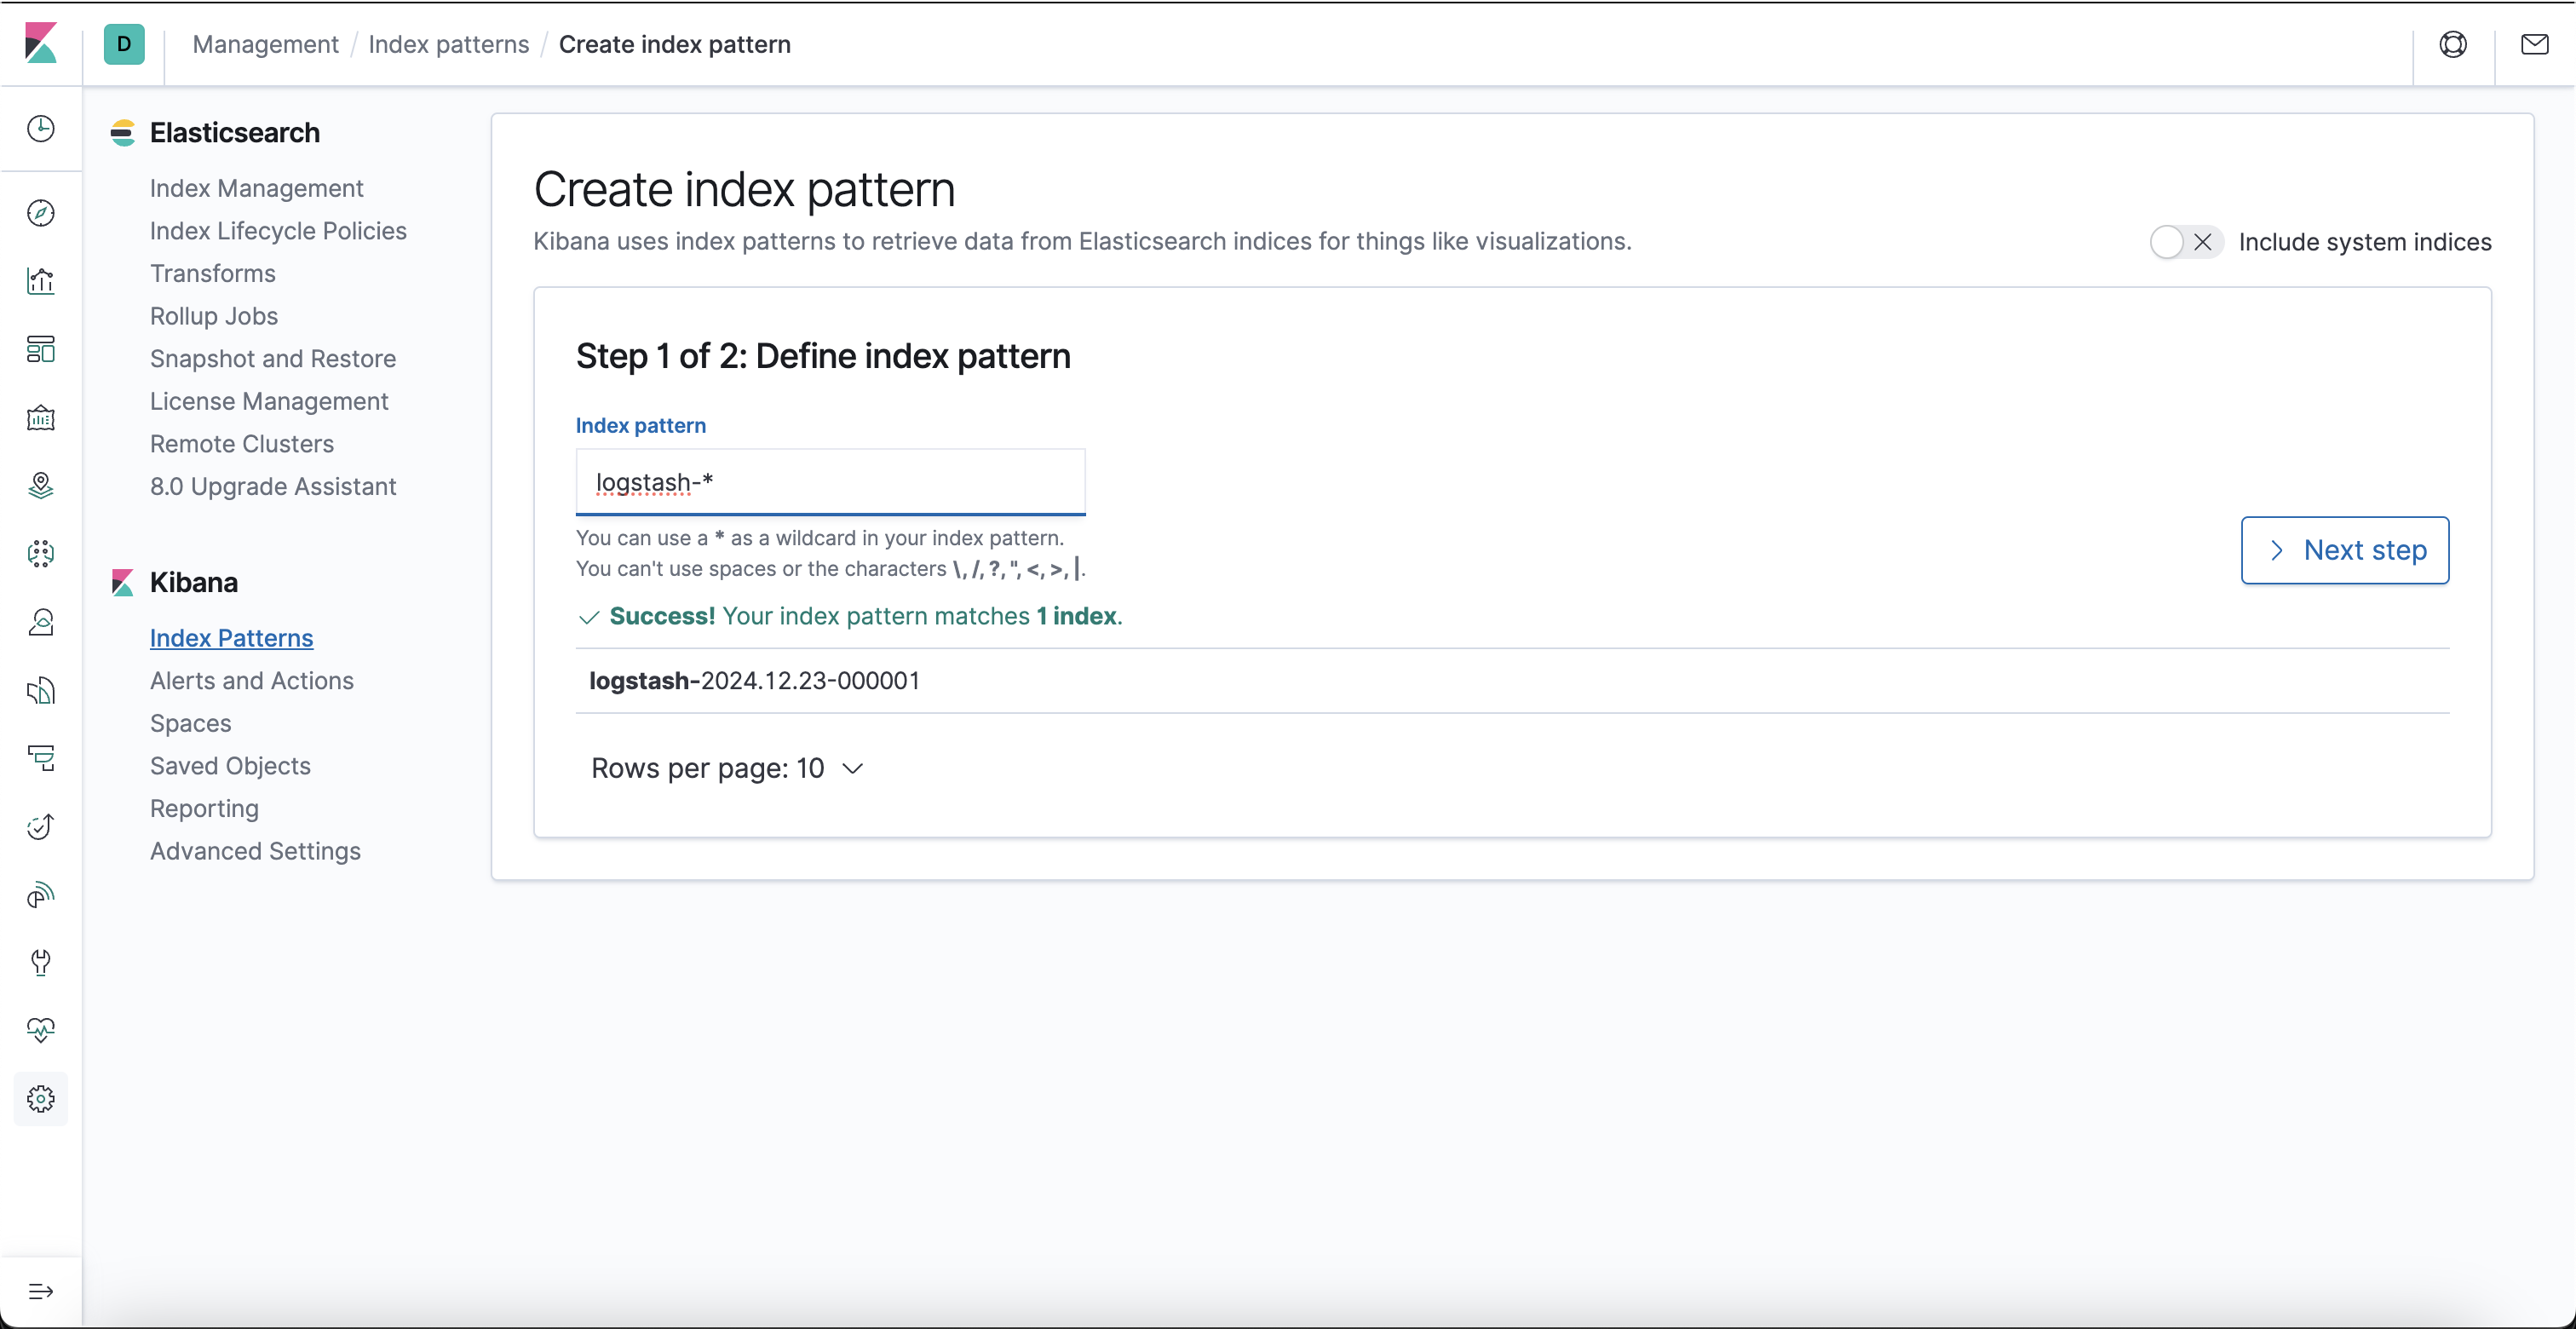 D Management / Index patterns / Create index pattern
Elasticsearch
Index Management
Index Lifecycle Policies
Transforms
Rollup Jobs
Snapshot and Restore
License Management
Remote Clusters
8.0 Upgrade Assistant
Kibana
Index Patterns
Alerts and Actions
Spaces
Saved Objects
Reporting
Advanced Settings
Create index pattern
Kibana uses index patterns to retrieve data from Elasticsearch indices for things like visualizations.
Include system indices
Step 1 of 2: Define index pattern
Index pattern
logstash-*
You can use a * as a wildcard in your index pattern.
You can't use spaces or the characters \, /, ?, ", <, >, |.
Next step
Success! Your index pattern matches 1 index.
logstash-2024.12.23-000001
Rows per page: 10